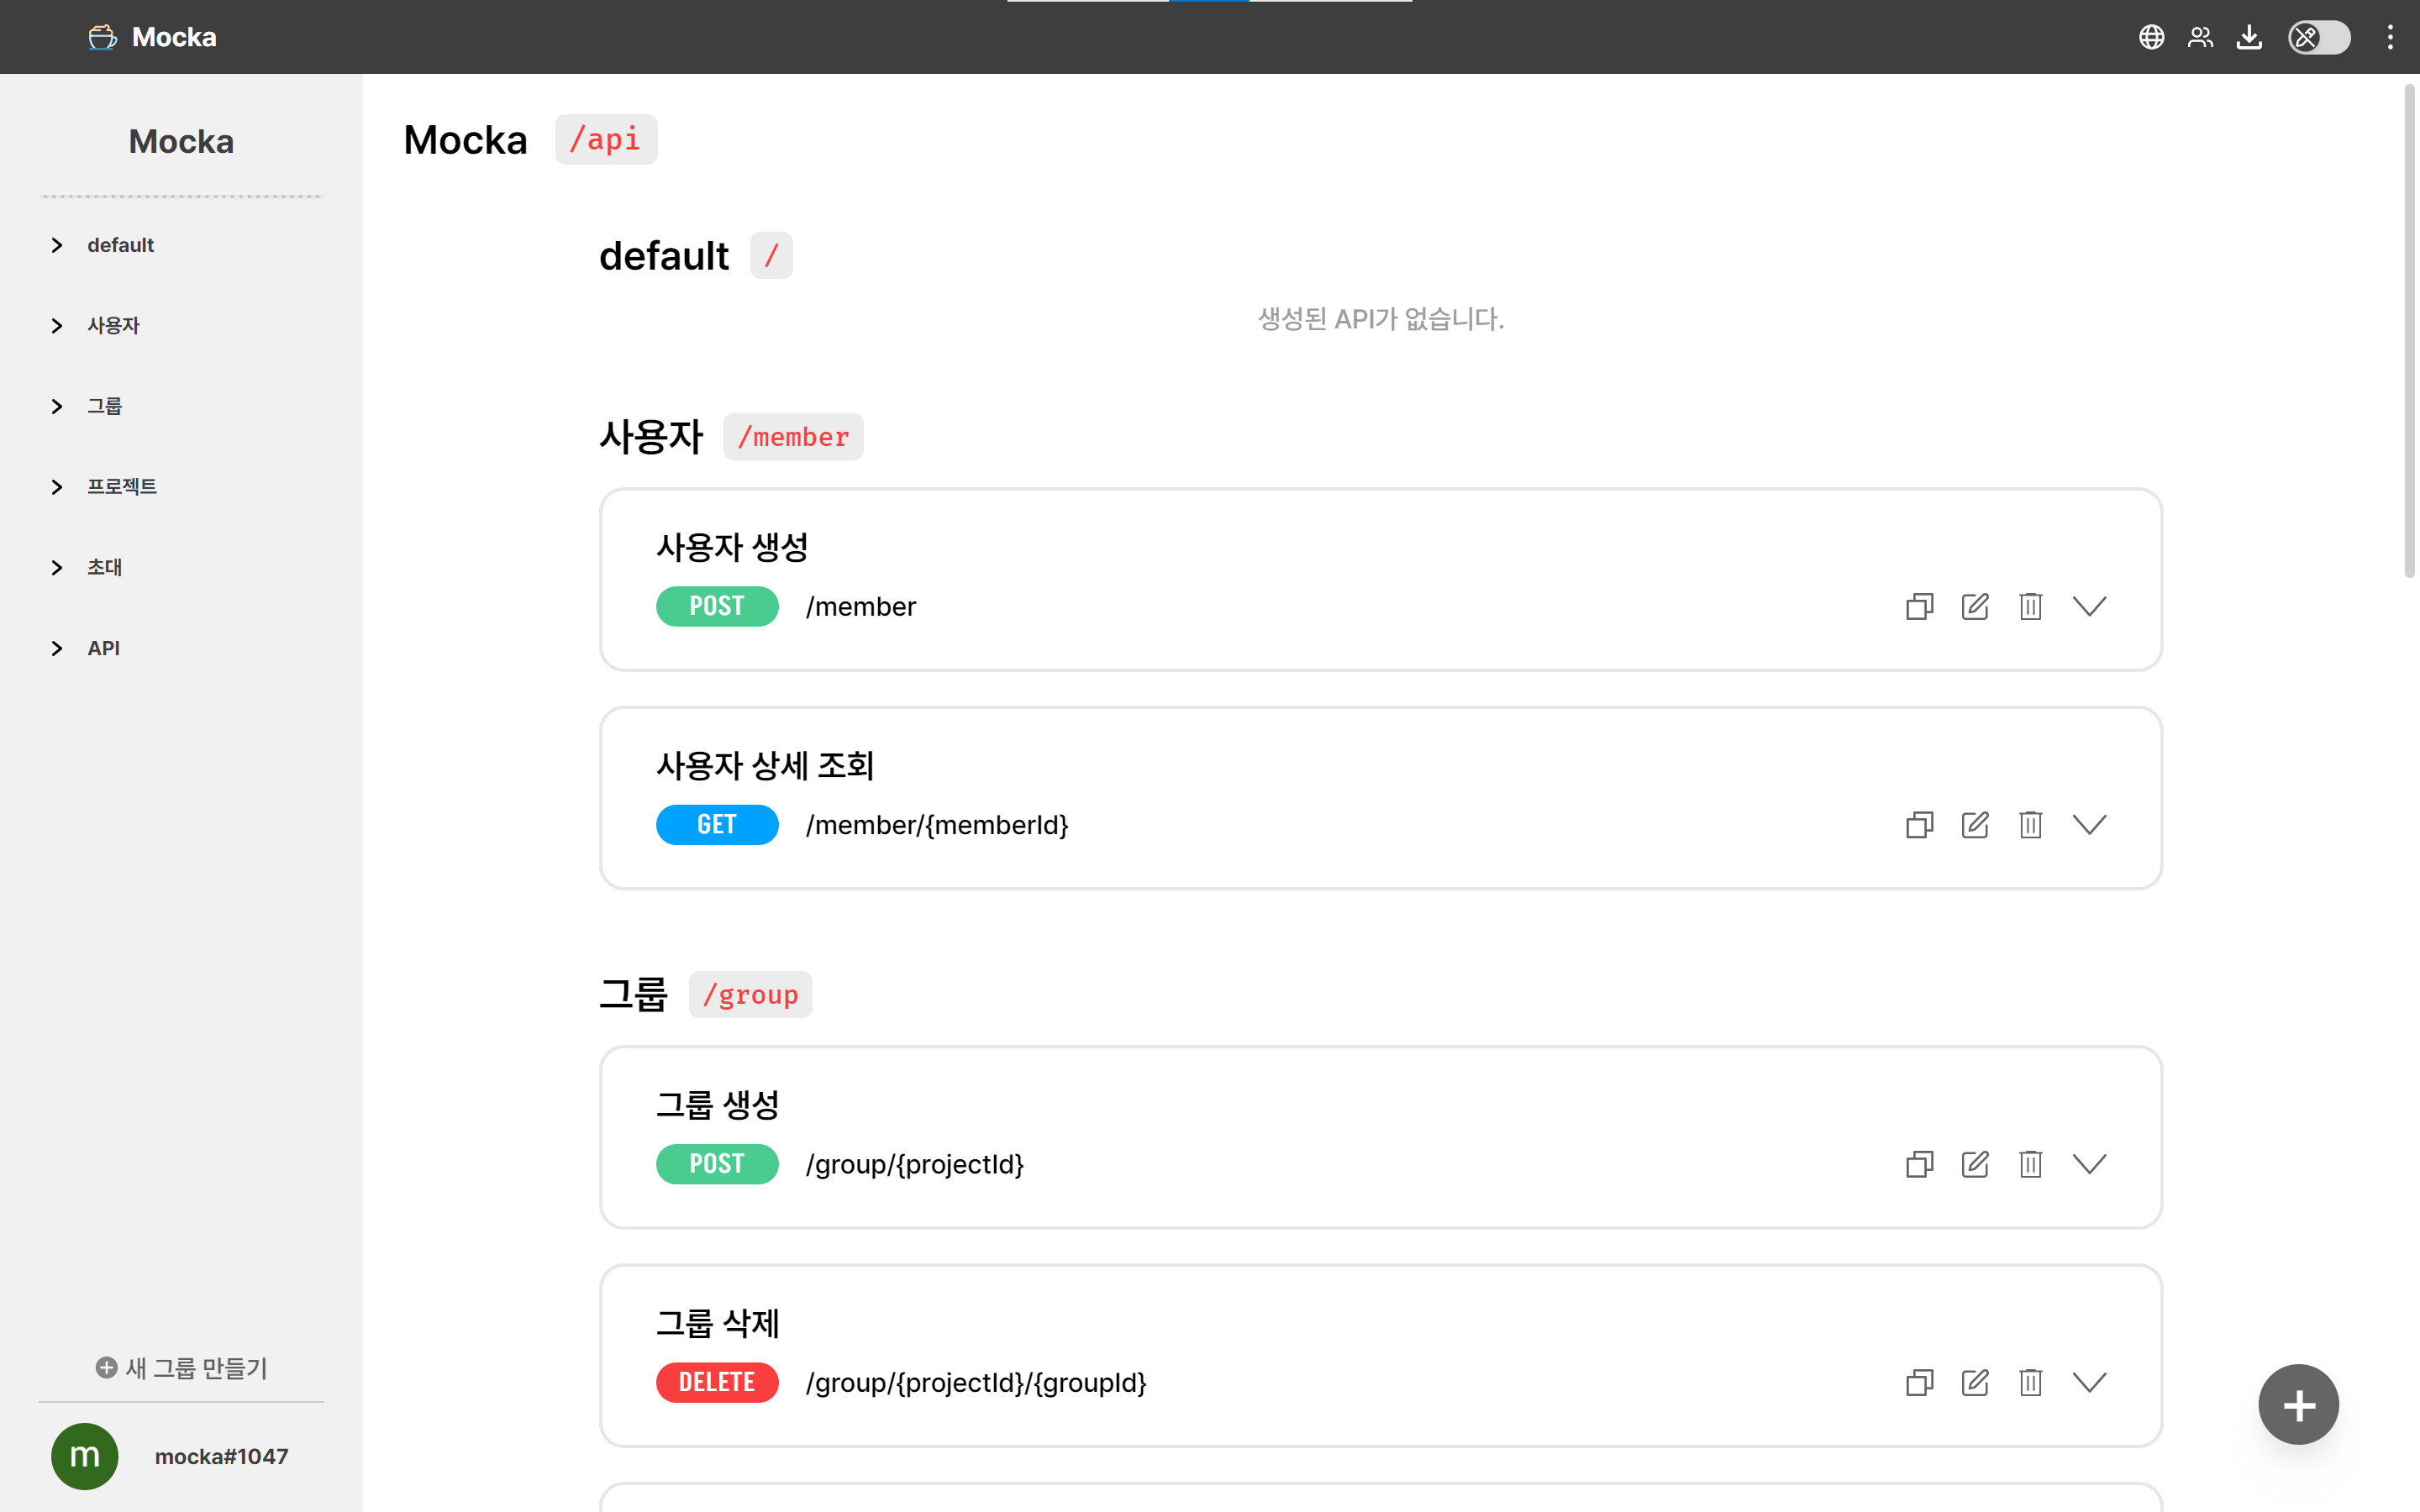 Mocka
Mocka
default
사용자
그룹
프로젝트
초대
API
새 그룹 만들기
m
mocka#1047
Mocka /api
default /
생성된 API가 없습니다.
사용자 /member
사용자 생성
POST /member
사용자 상세 조회
GET /member/{memberId}
그룹 /group
그룹 생성
POST /group/{projectId}
그룹 삭제
DELETE /group/{projectId}/{groupId}